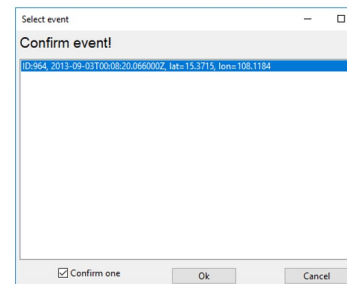 Select event
Confirm event!
ID:964, 2013-09-03T00:08:20.066000Z, lat=15.3715, lon=108.1184
Confirm one
Ok
Cancel